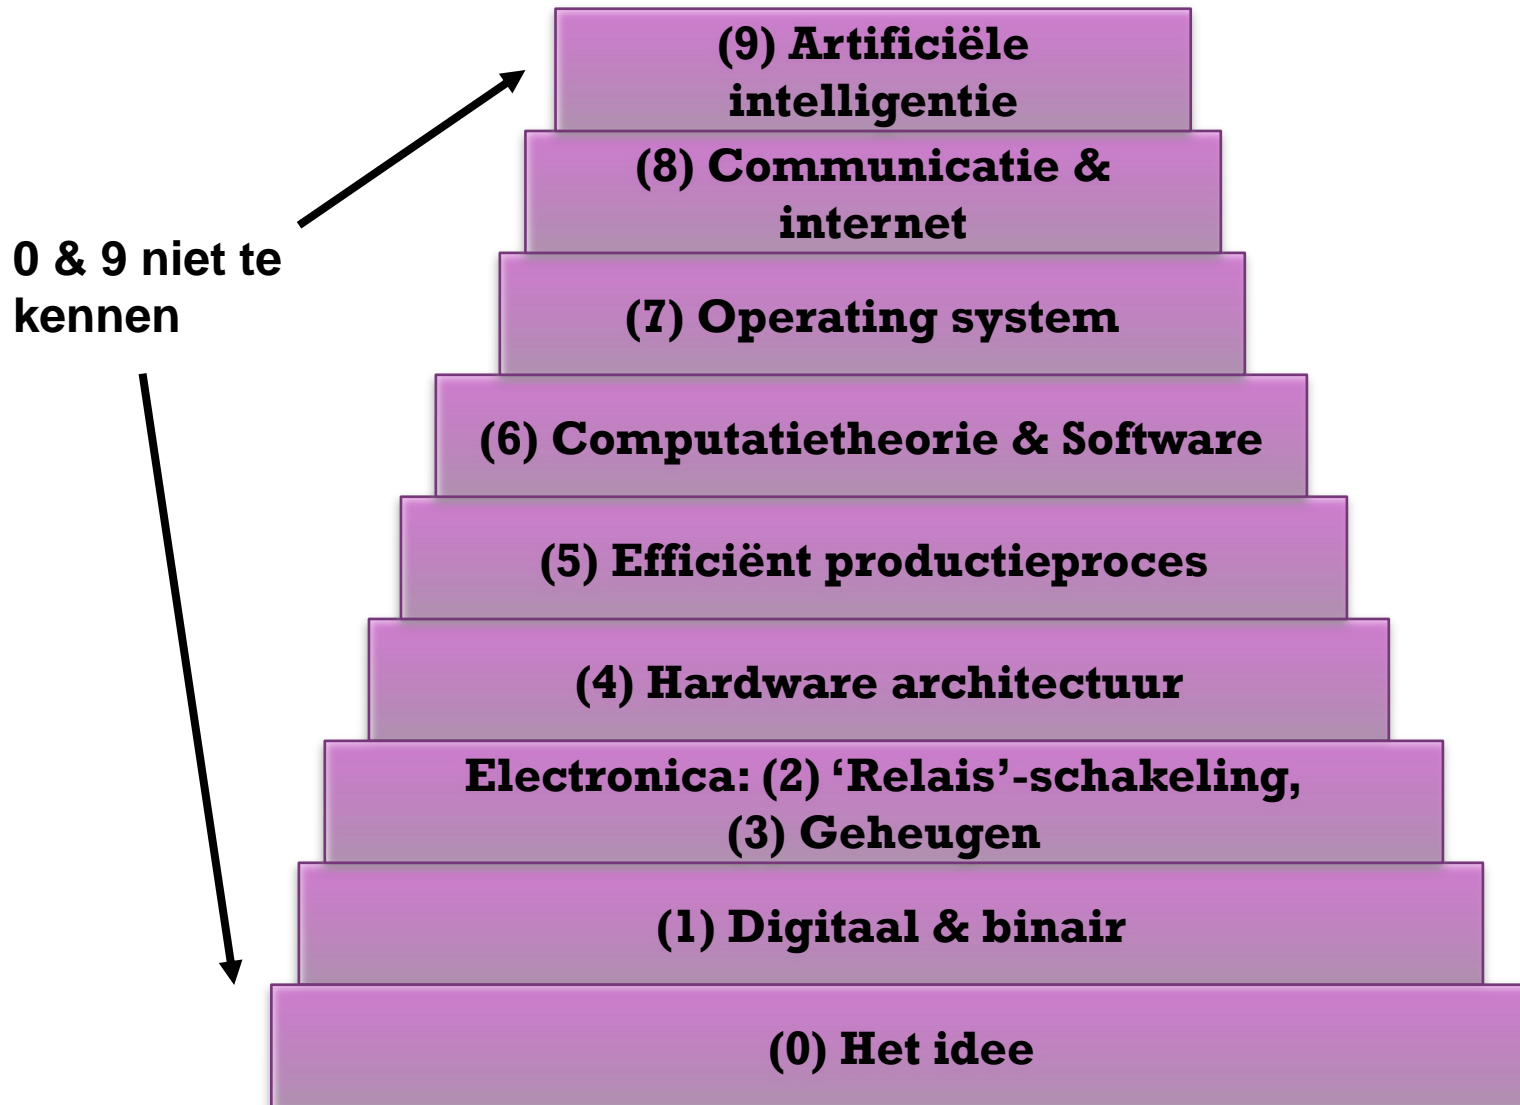 (9) Artificiële
intelligentie
(8) Communicatie &
internet
0 & 9 niet te
kennen
(7) Operating system
(6) Computatietheorie & Software
(5) Efficiënt productieproces
(4) Hardware architectuur
Electronica: (2) ‘Relais’-schakeling,
(3) Geheugen
(1) Digitaal & binair
(0) Het idee